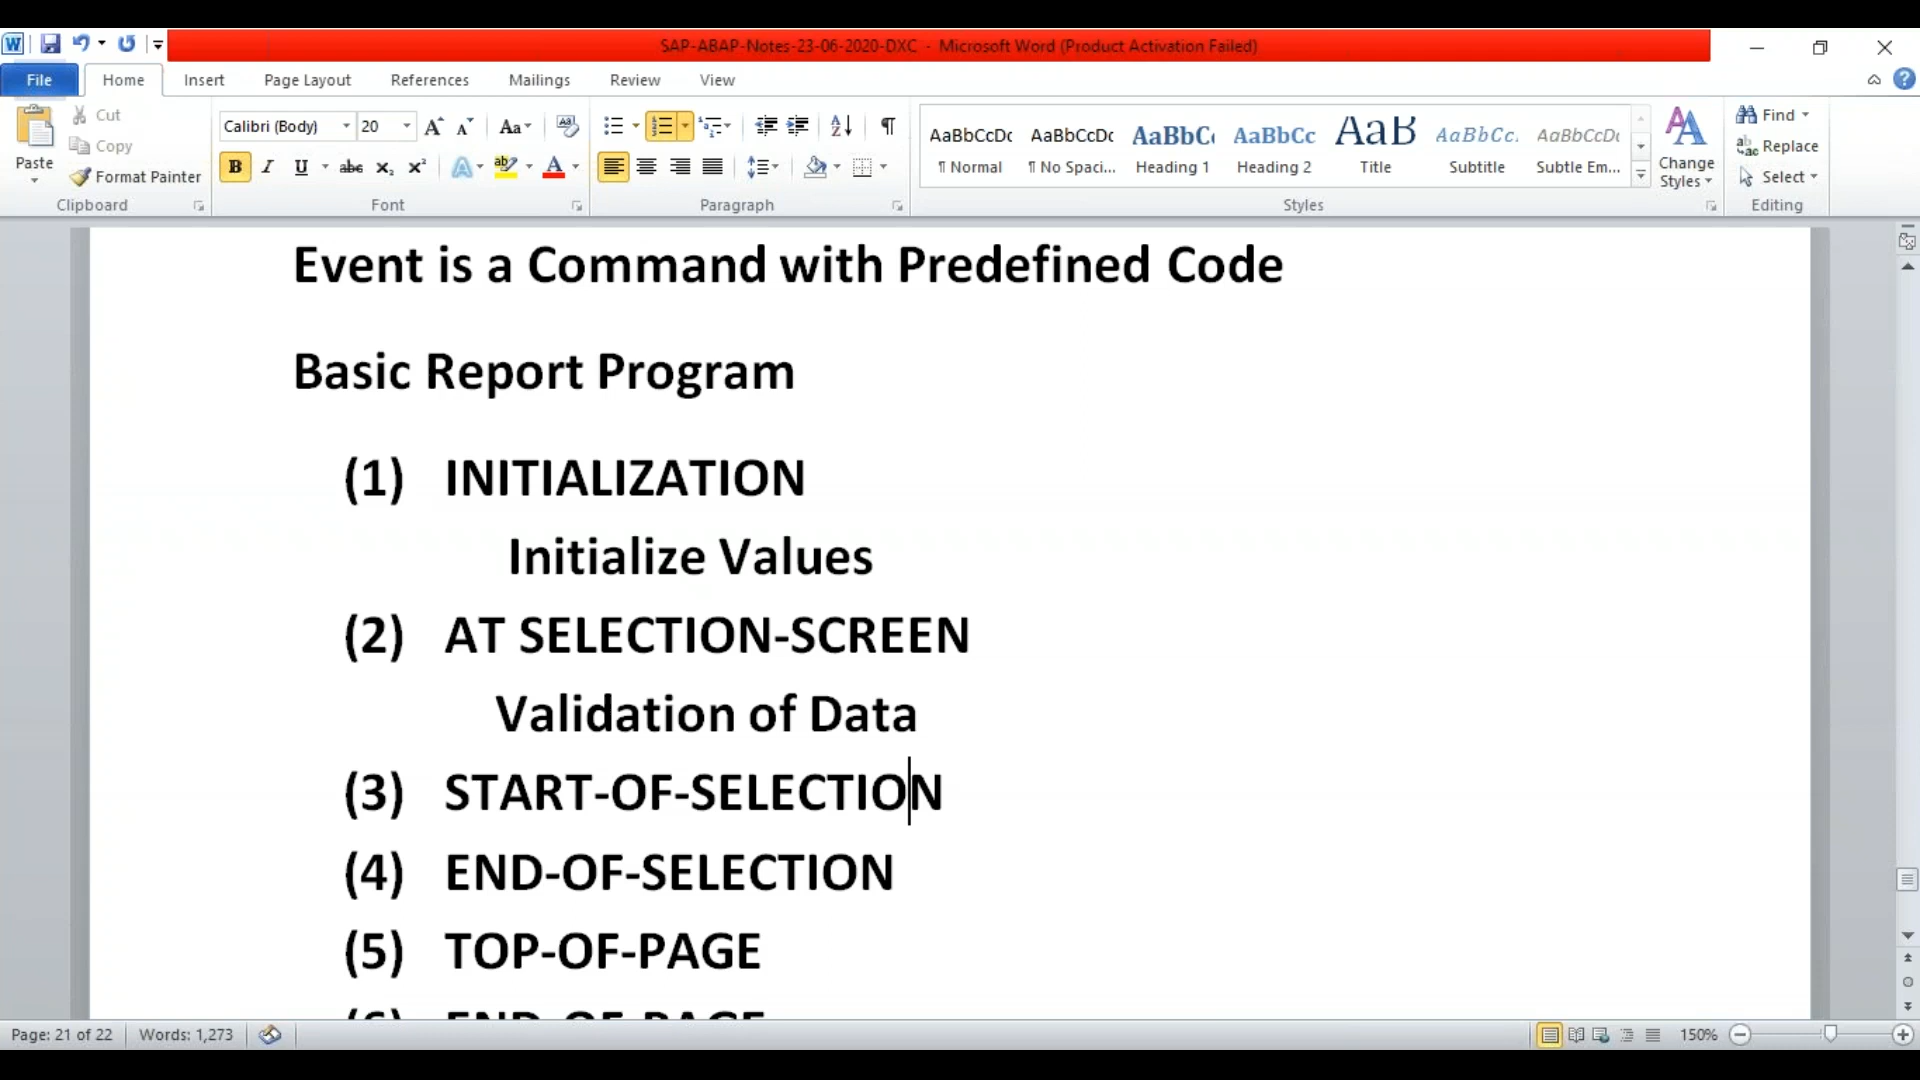 SAP-ABAP-Notes-23-06-2020-DXC - Microsoft Word (Product Activation Failed)
File Home Insert Page Layout References Mailings Review View
Paste
Cut
Copy
Format Painter
Clipboard
Calibri (Body) 20
Font
Paragraph
AaBbCcDc AaBbCcDc AaBbC AaBbCc AaB AaBbCc. AaBbCcDc
¶ Normal ¶ No Spaci... Heading 1 Heading 2 Title Subtitle Subtle Em...
Change Styles
Styles
Find
Replace
Select
Editing
Event is a Command with Predefined Code
Basic Report Program
(1) INITIALIZATION
Initialize Values
(2) AT SELECTION-SCREEN
Validation of Data
(3) START-OF-SELECTION
(4) END-OF-SELECTION
(5) TOP-OF-PAGE
(6) END-OF-PAGE
Page: 21 of 22 Words: 1,273 150%